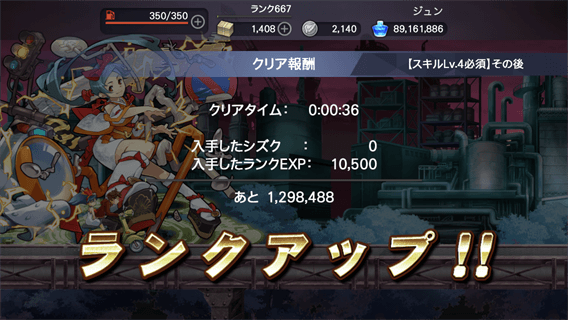 350/350
ランク667
1,408
2,140
ジュン
89,161,886
クリア報酬
【スキルLv.4必須】その後
クリアタイム： 0:00:36
入手したシズク ： 0
入手したランクEXP： 10,500
あと 1,298,488
ランクアップ!!